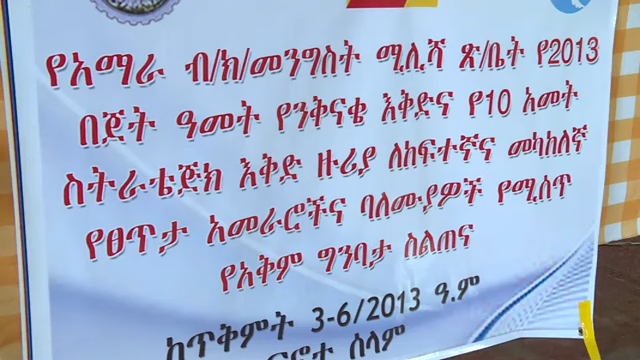 የአማራ ብ/ክ/መንግስት ሚሊሻ ጽ/ቤት የ2013
በጀት ዓመት የንቅናቄ እቅድና የ10 አመት
ስትራቴጅክ እቅድ ዙሪያ ለከፍተኛና መካከለኛ
የፀጥታ አመራሮችና ባለሙያዎች የሚሰጥ
የአቅም ግንባታ ስልጠና
ከጥቅምት 3-6/2013 ዓ.ም
ሰላም